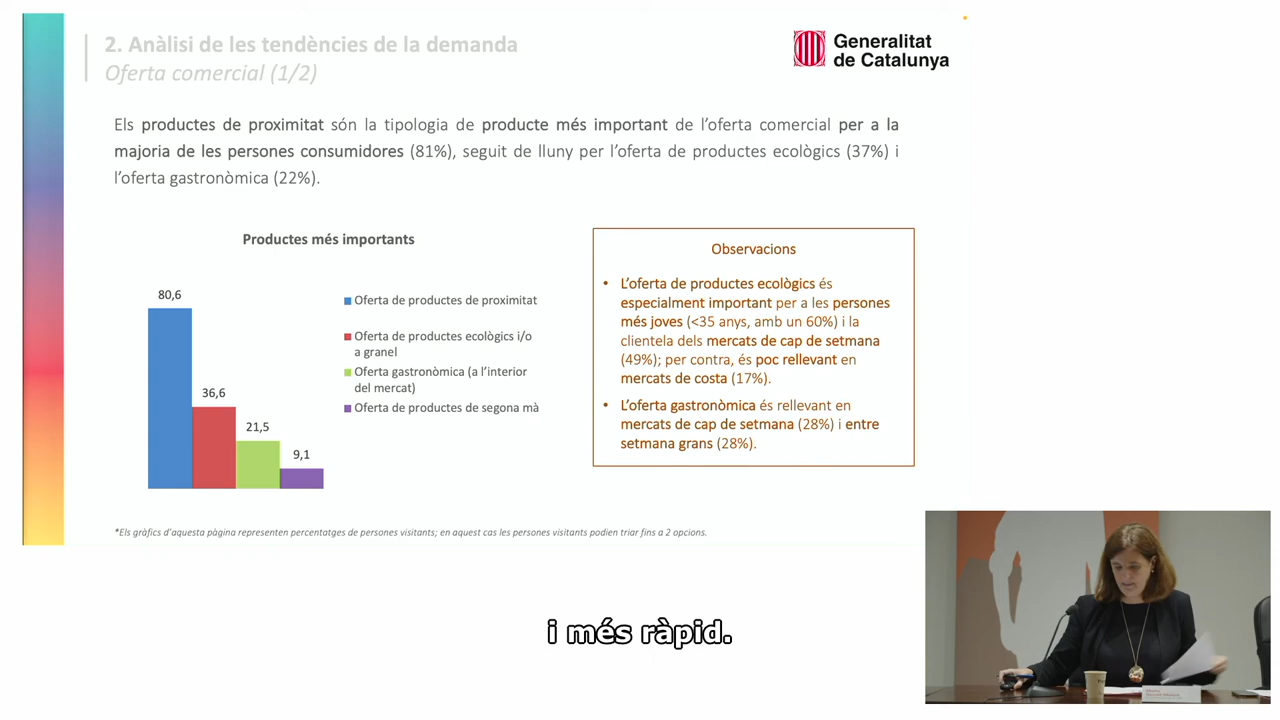 2. Anàlisi de les tendències de la demanda
Oferta comercial (1/2)
Generalitat
de Catalunya
Els productes de proximitat són la tipologia de producte més important de l'oferta comercial per a la
majoria de les persones consumidores (81%), seguit de lluny per l'oferta de productes ecològics (37%) i
l'oferta gastronòmica (22%).
Productes més importants
80,6
36,6
21,5
9,1
Oferta de productes de proximitat
Oferta de productes ecològics i/o
a granel
Oferta gastronòmica (a l'interior
del mercat)
Oferta de productes de segona mà
Observacions
• L'oferta de productes ecològics és
especialment important per a les persones
més joves (<35 anys, amb un 60%) i la
clientela dels mercats de cap de setmana
(49%); per contra, és poc rellevant en
mercats de costa (17%).
• L'oferta gastronòmica és rellevant en
mercats de cap de setmana (28%) i entre
setmana grans (28%).
*Els gràfics d'aquesta pàgina representen percentatges de persones visitants; en aquest cas les persones visitants podien triar fins a 2 opcions.
i més ràpid.